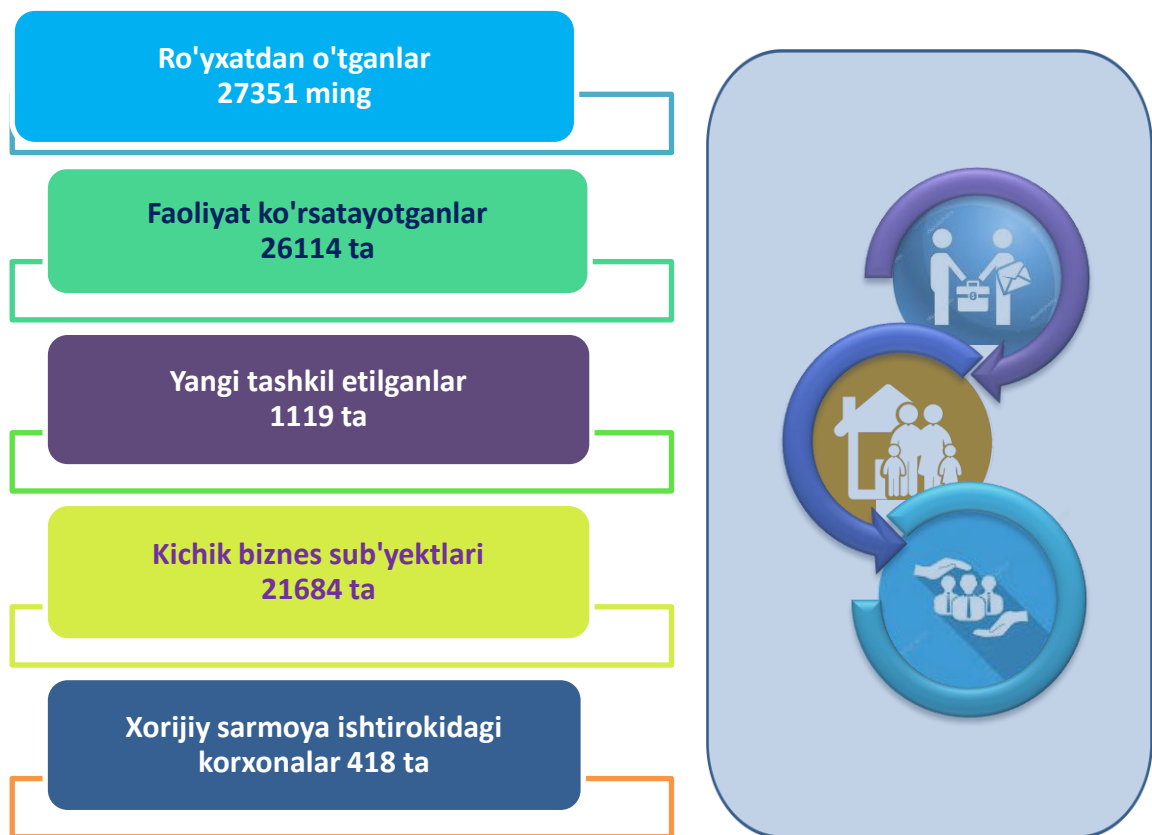 Ro'yxatdan o'tganlar
27351 ming
Faoliyat ko'rsatayotganlar
26114 ta
Yangi tashkil etilganlar
1119 ta
Kichik biznes sub'yektlari
21684 ta
Xorijiy sarmoya ishtirokidagi
korxonalar 418 ta